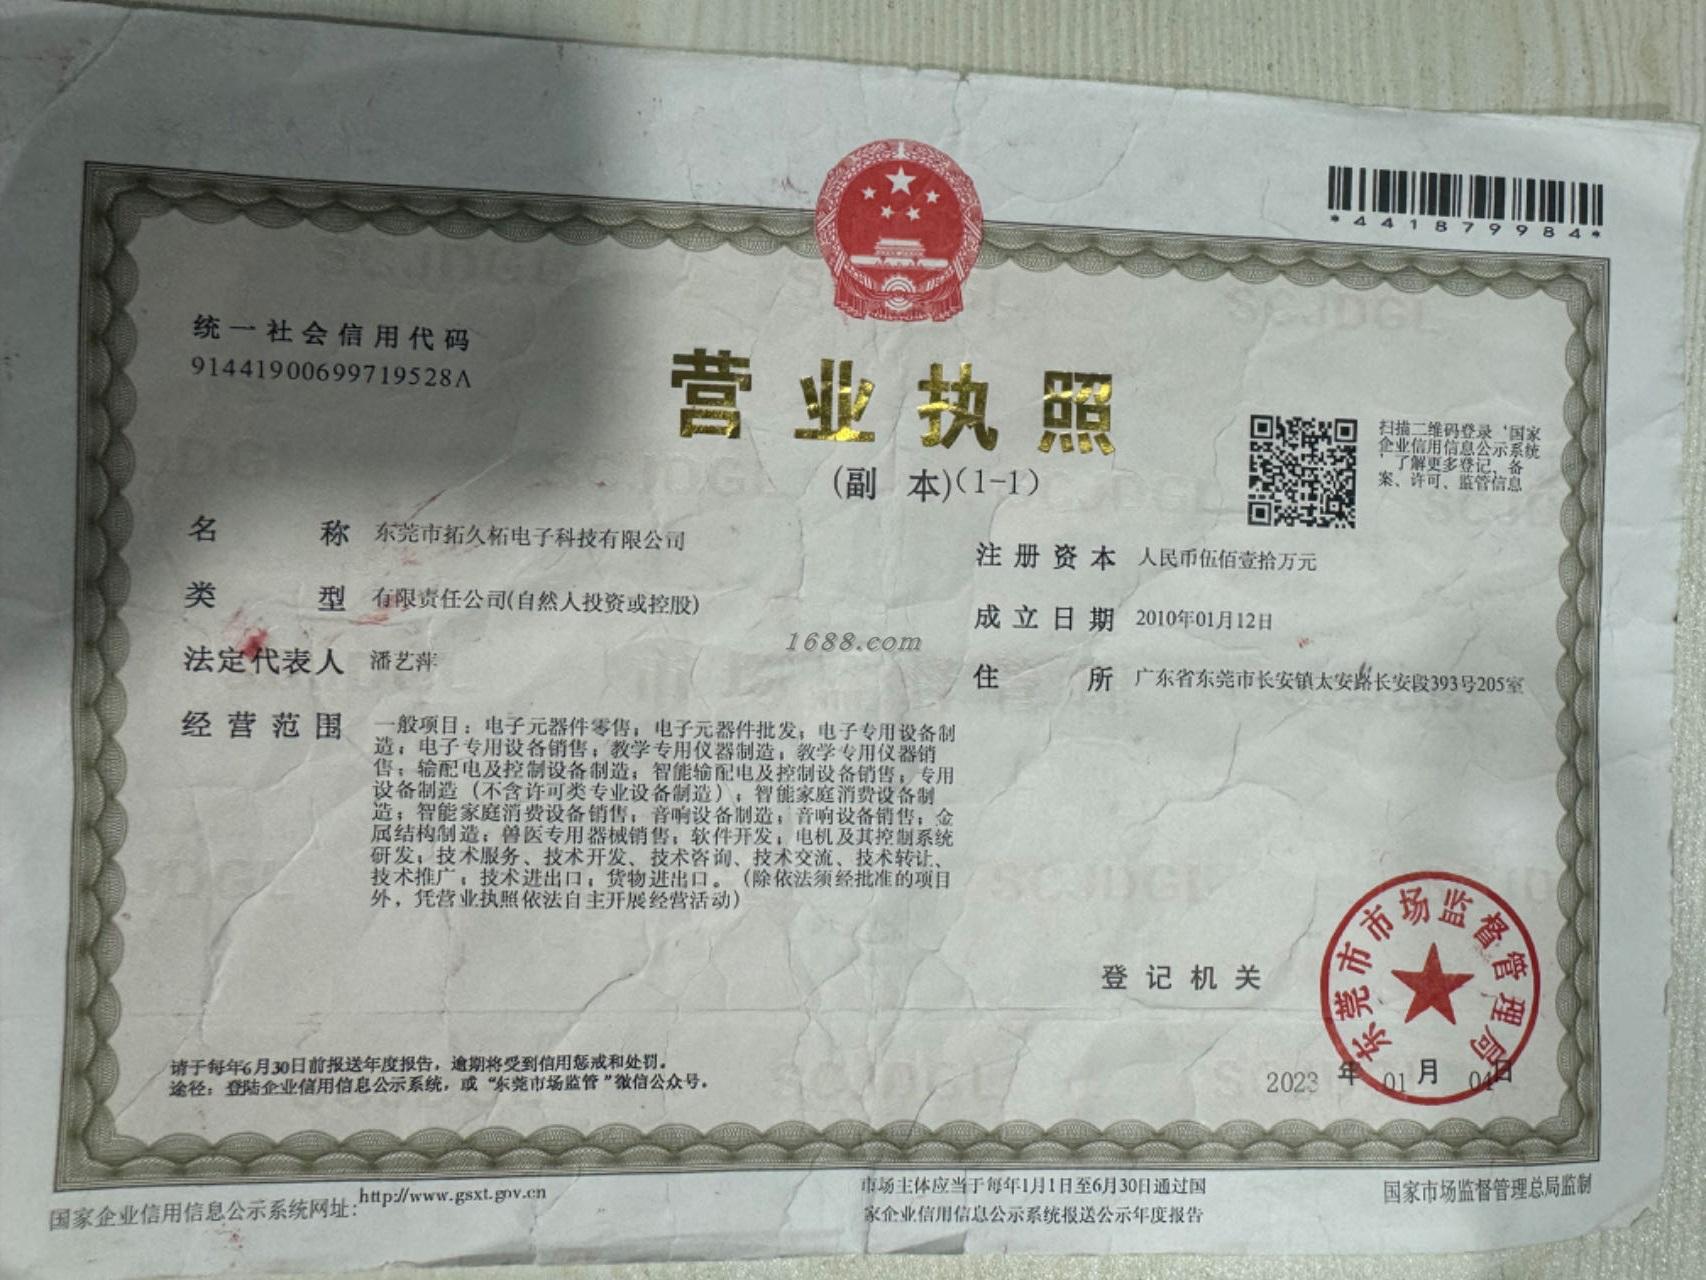 *441879984*
统一社会信用代码
91441900699719528A
营业执照
(副 本)(1-1)
扫描二维码登录‘国家
企业信用信息公示系统
’了解更多登记、备
案、许可、监管信息
名 称 东莞市拓久柘电子科技有限公司
类 型 有限责任公司(自然人投资或控股)
法定代表人 潘艺萍
经营范围 一般项目：电子元器件零售；电子元器件批发；电子专用设备制
造；电子专用设备销售；教学专用仪器制造；教学专用仪器销
售；输配电及控制设备制造；智能输配电及控制设备销售；专用
设备制造（不含许可类专业设备制造）；智能家庭消费设备制
造；智能家庭消费设备销售；音响设备制造；音响设备销售；金
属结构制造；兽医专用器械销售；软件开发；电机及其控制系统
研发；技术服务、技术开发、技术咨询、技术交流、技术转让、
技术推广；技术进出口；货物进出口。（除依法须经批准的项目
外，凭营业执照依法自主开展经营活动）
注册资本 人民币伍佰壹拾万元
成立日期 2010年01月12日
住 所 广东省东莞市长安镇太安路长安段393号205室
1688.com
登记机关
东莞市市场监督管理局
2023 年 01 月 04 日
请于每年6月30日前报送年度报告，逾期将受到信用惩戒和处罚。
途径：登陆企业信用信息公示系统，或“东莞市场监管”微信公众号。
国家企业信用信息公示系统网址：http://www.gsxt.gov.cn
市场主体应当于每年1月1日至6月30日通过国
家企业信用信息公示系统报送公示年度报告
国家市场监督管理总局监制